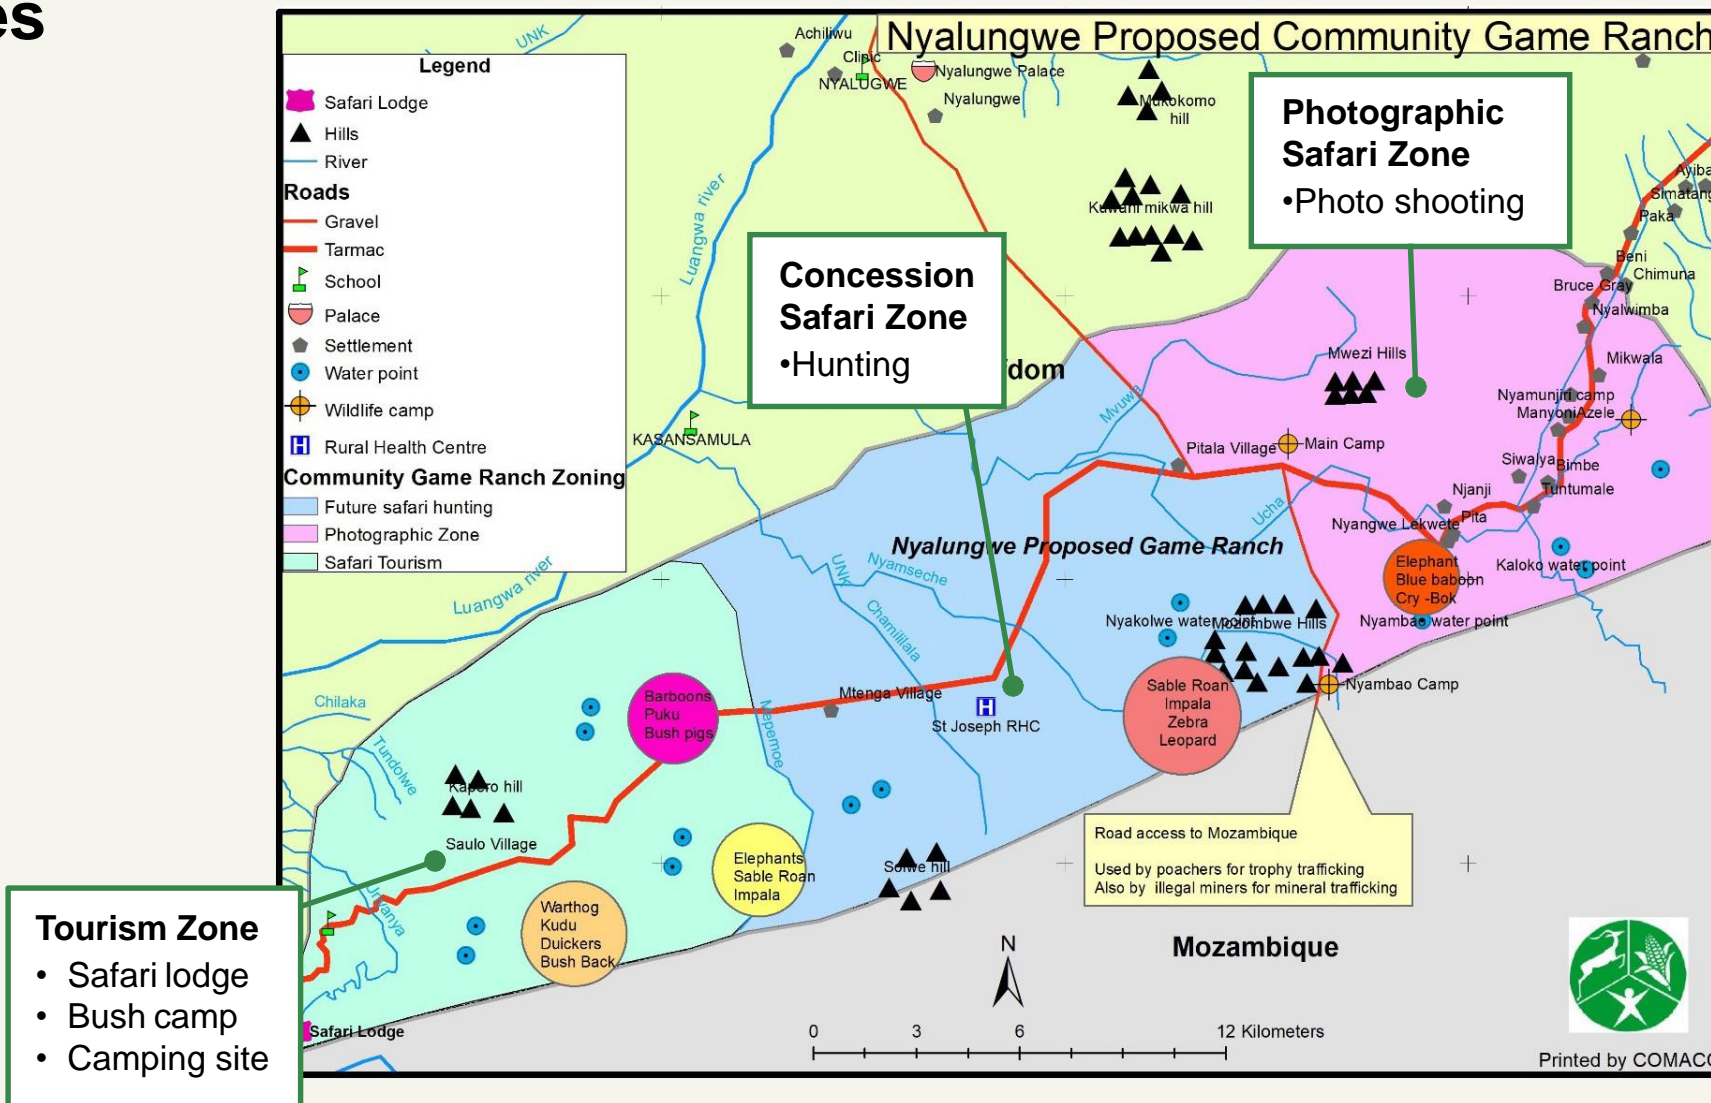 es
Nyalungwe Proposed Community Game Ranch
Legend
Safari Lodge
Hills
River
Roads
Gravel
Tarmac
School
Palace
Settlement
Water point
Wildlife camp
Rural Health Centre
Community Game Ranch Zoning
Future safari hunting
Photographic Zone
Safari Tourism
UNK
Achiliwu
Clinic
NYALUGWE
Nyalungwe Palace
Nyalungwe
Mukokomo
hill
Kuwani mikwa hill
Luangwa river
Photographic
Safari Zone
•Photo shooting
Concession
Safari Zone
•Hunting
dom
Ayiba
Simatang
Paka
Beni
Chimuna
Bruce Gray
Nyalwimba
Mikwala
Mwezi Hills
Nyamunjiri camp
ManyoniAzele
Mvuwa
KASANSAMULA
Pitala Village
Main Camp
Siwalya
Bimbe
Tuntumale
Njanji
Pita
Nyangwe Lekwete
Ucha
Nyalungwe Proposed Game Ranch
UNK
Nyamseche
Chamililala
Elephant
Blue baboon
Cry -Bok
Kaloko water point
Nyambao water point
Luangwa river
Nyakolwe water point
Mozombwe Hills
Nyambao Camp
Sable Roan
Impala
Zebra
Leopard
Chilaka
Tundolwe
Barboons
Puku
Bush pigs
Mepemoe
Mtenga Village
St Joseph RHC
Kapero hill
Saulo Village
Elephants
Sable Roan
Impala
Solwe hill
Road access to Mozambique
Used by poachers for trophy trafficking
Also by illegal miners for mineral trafficking
Warthog
Kudu
Duickers
Bush Back
Tourism Zone
• Safari lodge
• Bush camp
• Camping site
Safari Lodge
Mozambique
N
0 3 6 12 Kilometers
Printed by COMACO